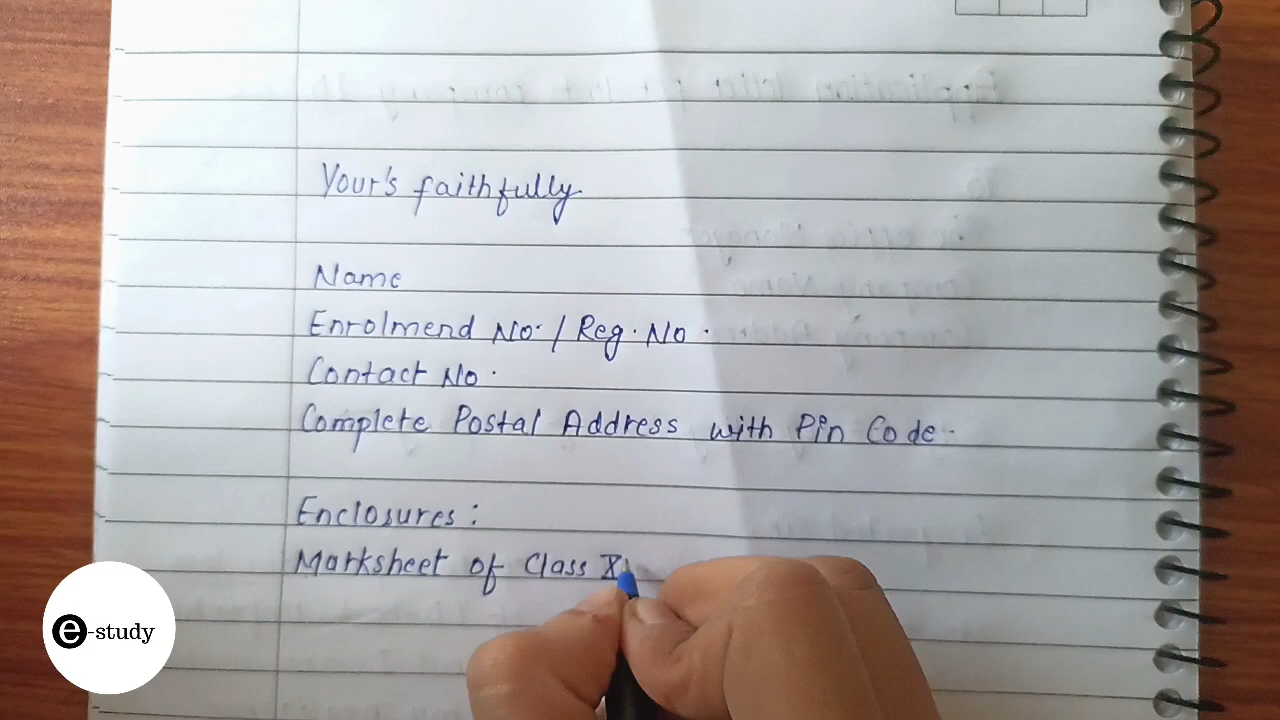 Your's faithfully
Name
Enrolmend No. / Reg. No.
Contact No.
Complete Postal Address with Pin Code.
Enclosures :
Marksheet of Class X
e-study